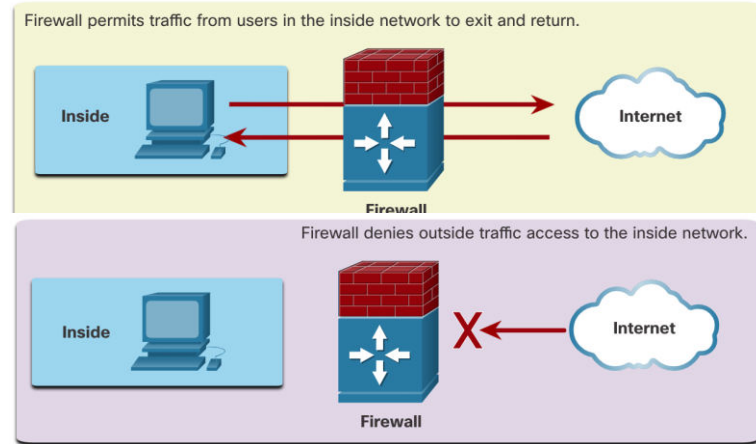 Firewall permits traffic from users in the inside network to exit and return.
Inside
Internet
Firewall
Firewall denies outside traffic access to the inside network.
Inside
X
Internet
Firewall